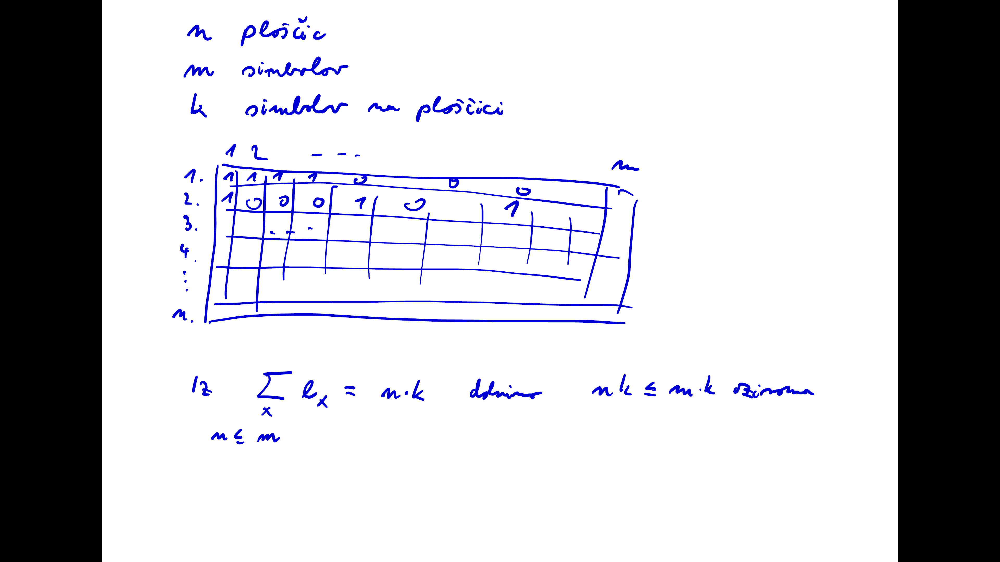 n ploščic
m simbolov
k simbolov na ploščici
1 2 - - - m
1. 1 1 1 1 0 0 0
2. 1 0 0 0 1 0 1
3. - - -
4.
⋮
n.
Iz ∑ₓ ℓₓ = n·k dobimo nk ≤ m·k oziroma
n ≤ m